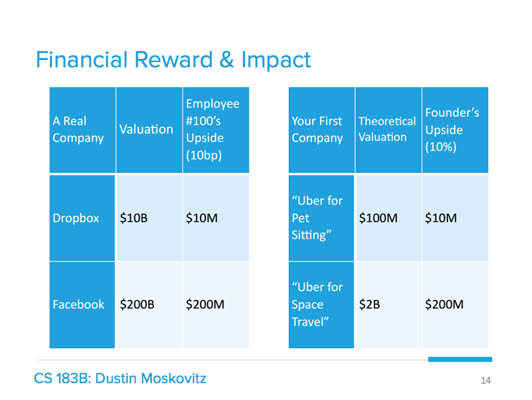 Financial Reward & Impact
A Real
Company
Valuation
Employee
#100's
Upside
(10bp)
Dropbox
$10B
$10M
Facebook
$200B
$200M
Your First
Company
Theoretical
Valuation
Founder's
Upside
(10%)
"Uber for
Pet
Sitting"
$100M
$10M
"Uber for
Space
Travel"
$2B
$200M
CS 183B: Dustin Moskovitz
14